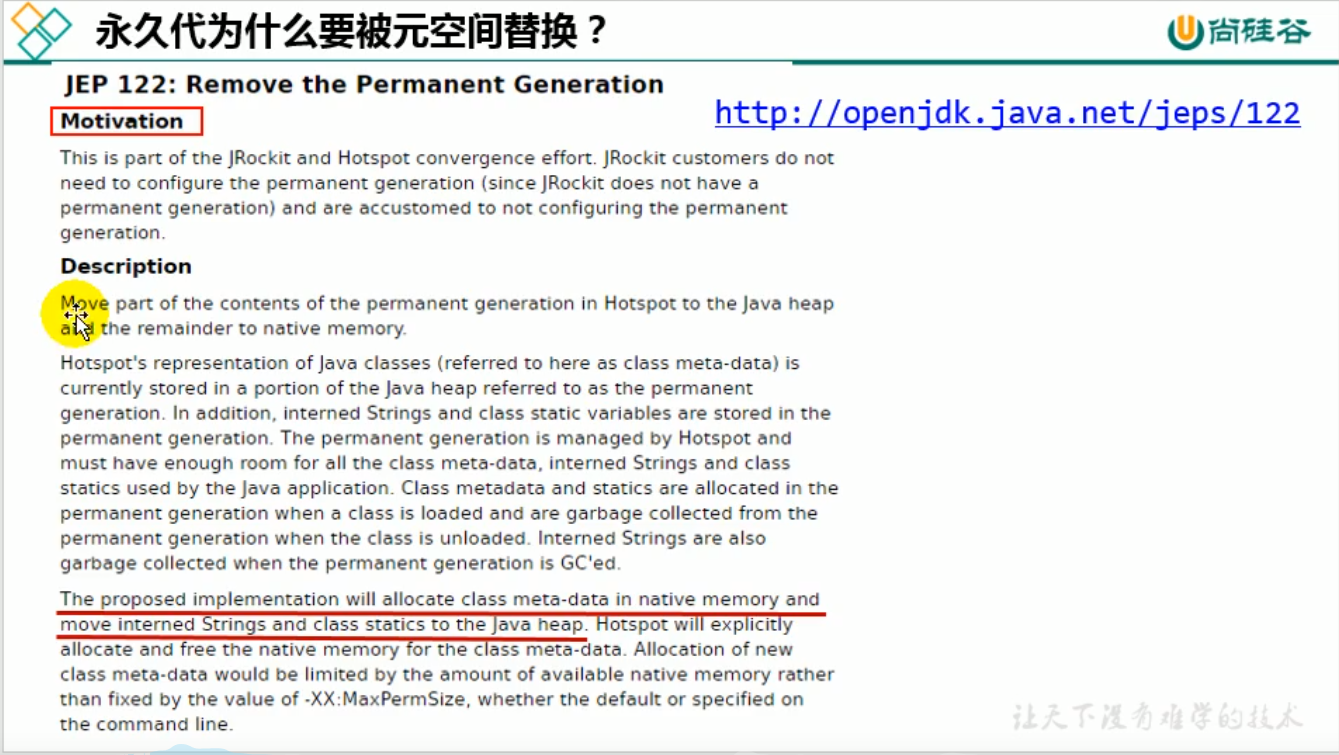 永久代为什么要被元空间替换？
尚硅谷
JEP 122: Remove the Permanent Generation
http://openjdk.java.net/jeps/122
Motivation
This is part of the JRockit and Hotspot convergence effort. JRockit customers do not
need to configure the permanent generation (since JRockit does not have a
permanent generation) and are accustomed to not configuring the permanent
generation.
Description
Move part of the contents of the permanent generation in Hotspot to the Java heap
and the remainder to native memory.
Hotspot's representation of Java classes (referred to here as class meta-data) is
currently stored in a portion of the Java heap referred to as the permanent
generation. In addition, interned Strings and class static variables are stored in the
permanent generation. The permanent generation is managed by Hotspot and
must have enough room for all the class meta-data, interned Strings and class
statics used by the Java application. Class metadata and statics are allocated in the
permanent generation when a class is loaded and are garbage collected from the
permanent generation when the class is unloaded. Interned Strings are also
garbage collected when the permanent generation is GC'ed.
The proposed implementation will allocate class meta-data in native memory and
move interned Strings and class statics to the Java heap. Hotspot will explicitly
allocate and free the native memory for the class meta-data. Allocation of new
class meta-data would be limited by the amount of available native memory rather
than fixed by the value of -XX:MaxPermSize, whether the default or specified on
the command line.
让天下没有难学的技术